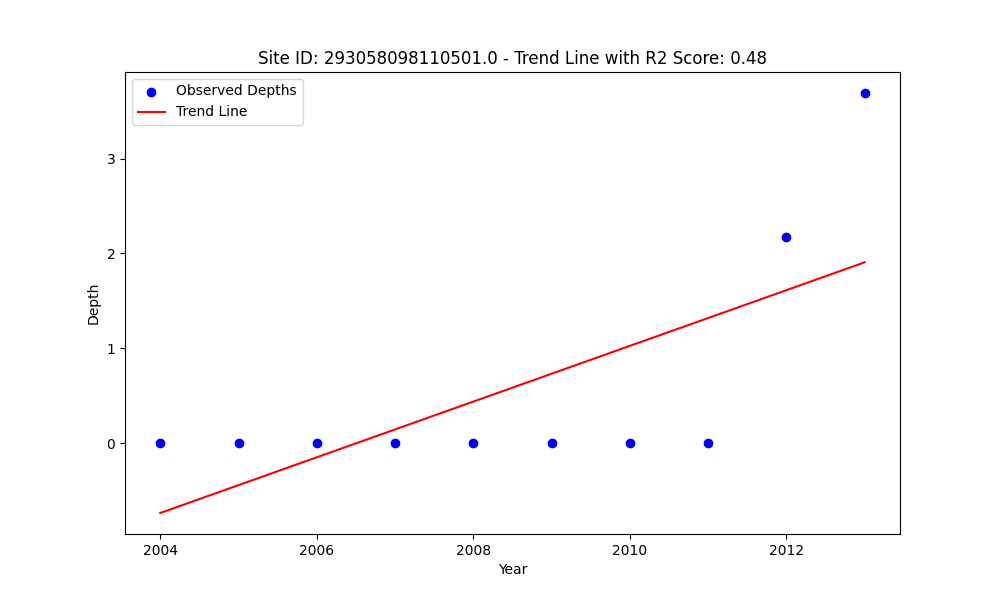 Site ID: 293058098110501.0 - Trend Line with R2 Score: 0.48
Observed Depths
Trend Line
3
2
1
0
Depth
2004
2006
2008
2010
2012
Year